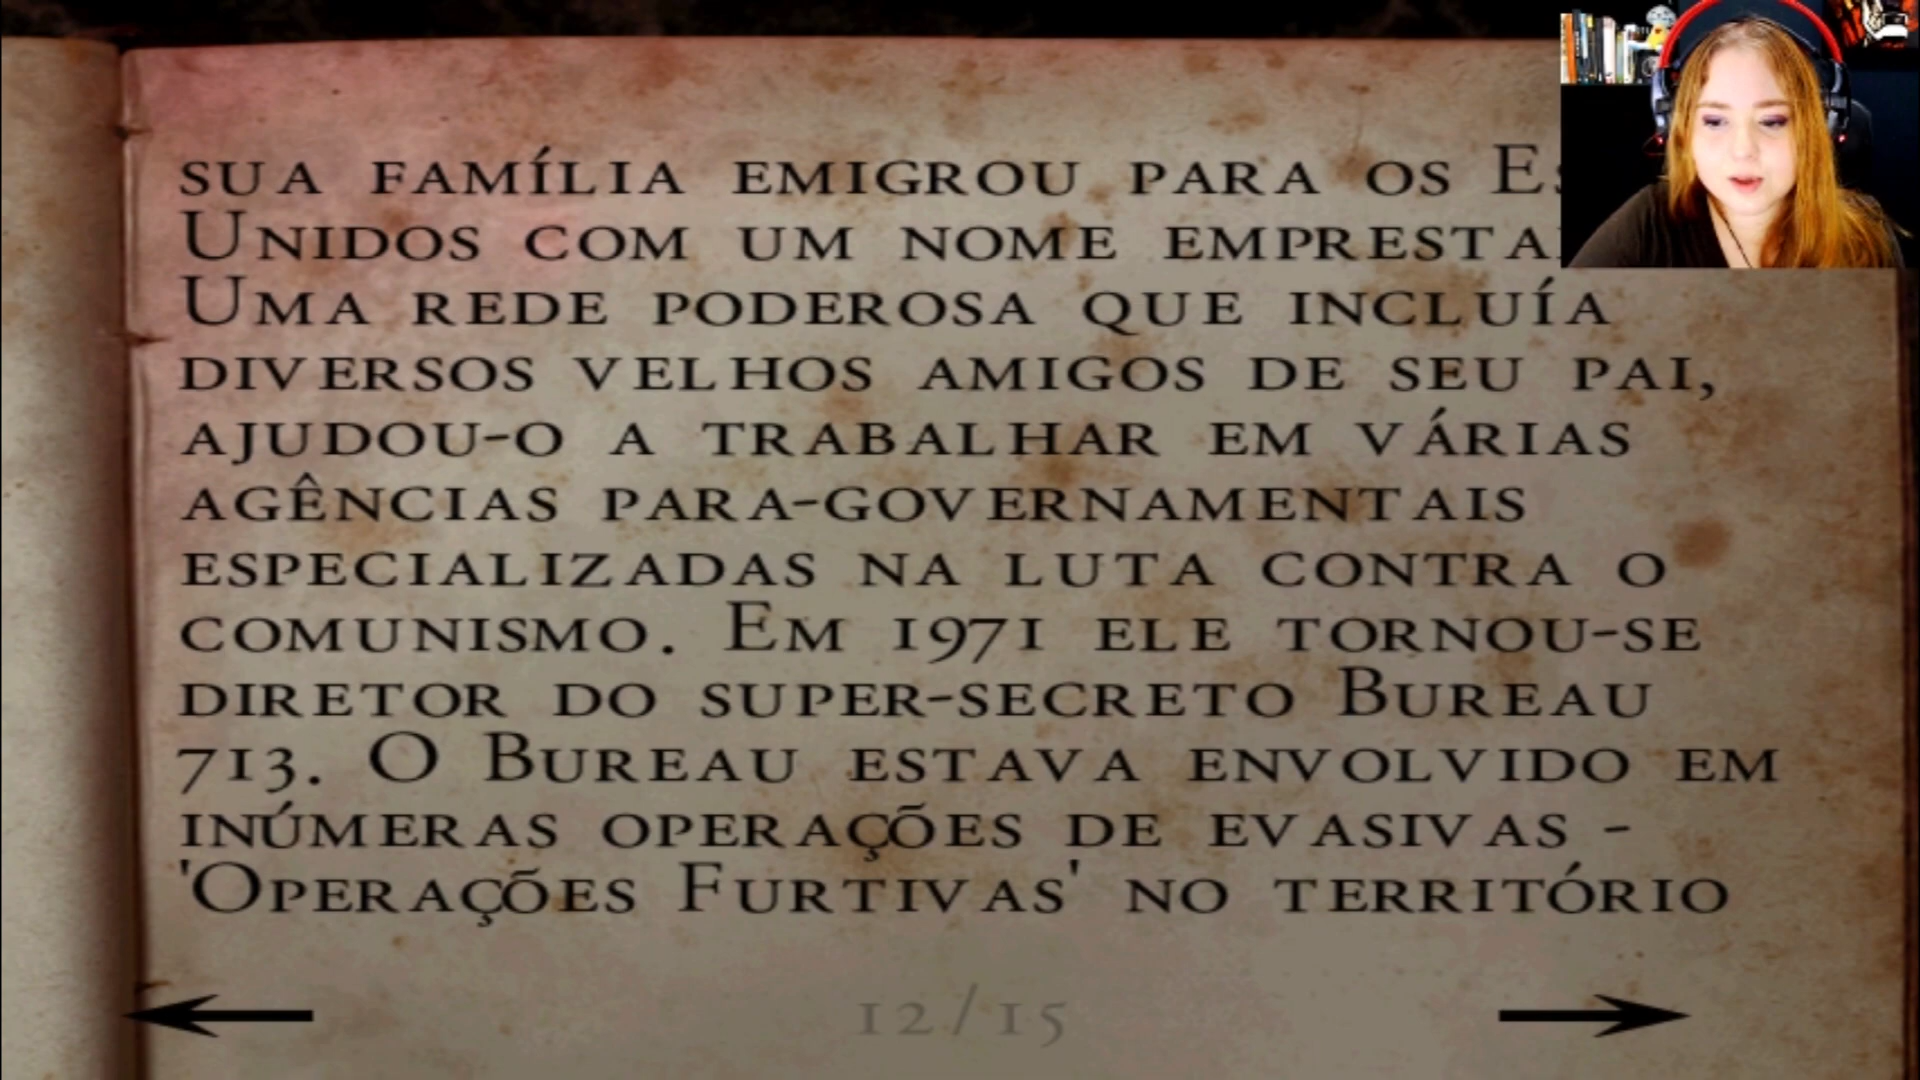 sua família emigrou para os
Unidos com um nome
Uma rede poderosa que incluía
diversos velhos amigos de seu pai,
ajudou-o a trabalhar em várias
agências para-governamentais
especializadas na luta contra o
comunismo. Em 1971 ele tornou-se
diretor do super-secreto Bureau
713. O Bureau estava envolvido em
inúmeras operações de evasivas -
'Operações Furtivas' no território
12/15